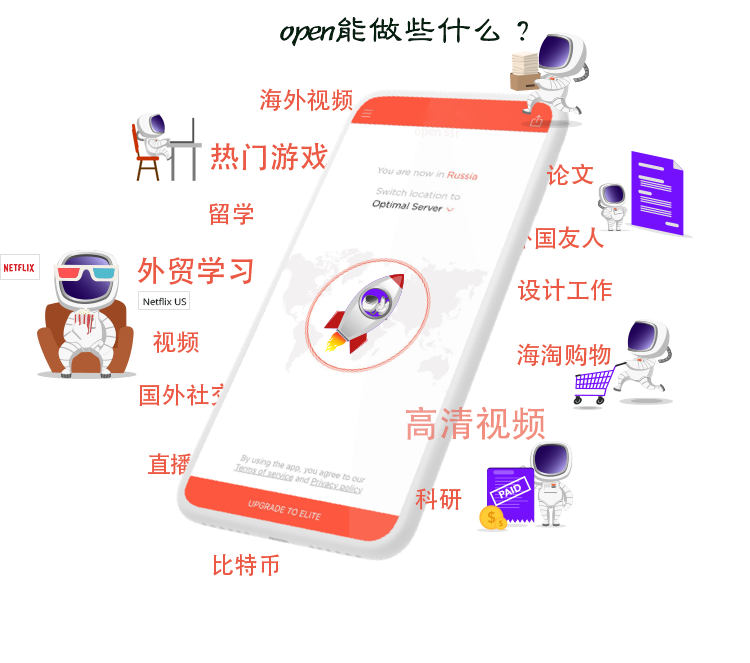 open能做些什么？
海外视频
热门游戏
You are now in Russia
论文
Switch location to
Optimal Server
留学
国友人
外贸学习
NETFLIX
Netflix US
设计工作
视频
海淘购物
国外社交
高清视频
直播
By using the app, you agree to our
Terms of service and Privacy policy
PAID
科研
UPGRADE TO ELITE
比特币